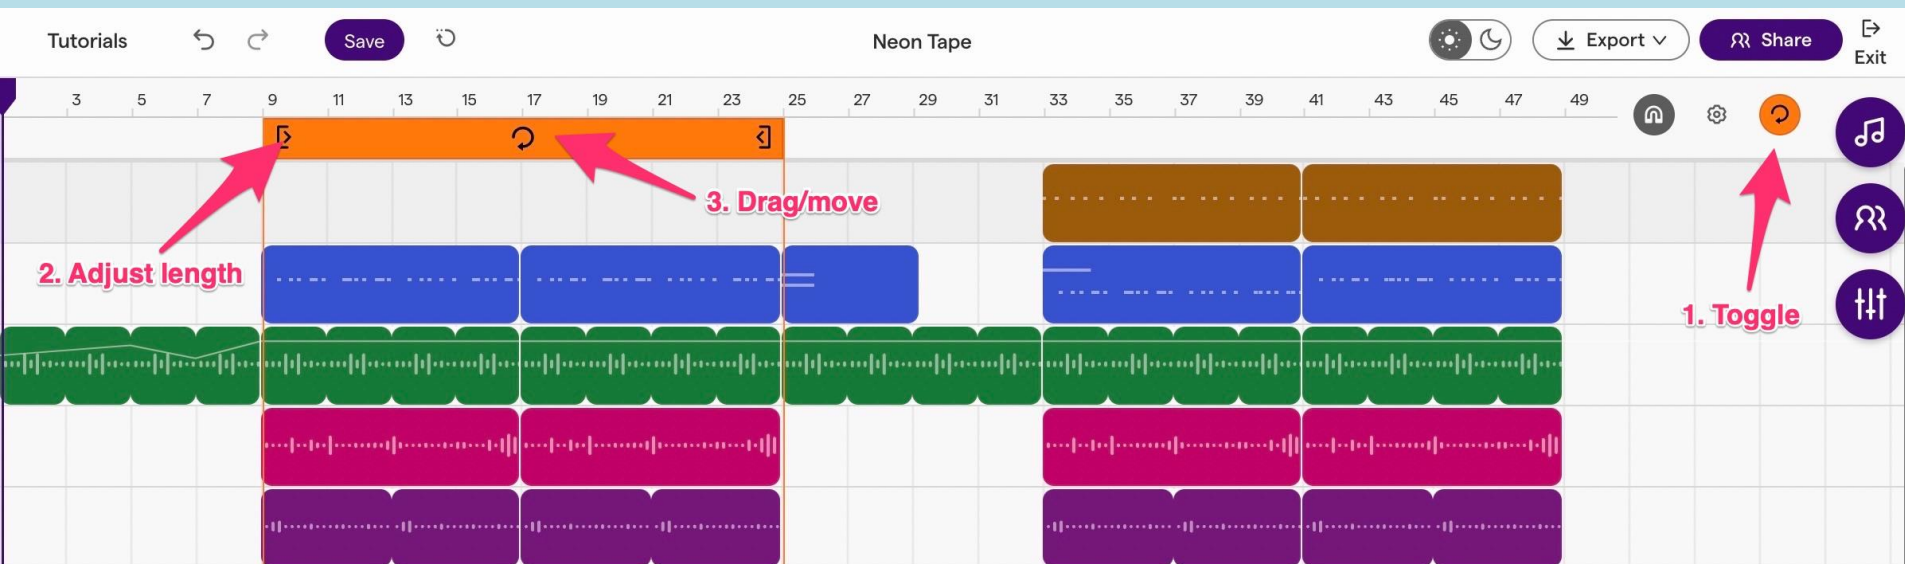 Tutorials
Save
Neon Tape
Export
Share
Exit
3 5 7 9 11 13 15 17 19 21 23 25 27 29 31 33 35 37 39 41 43 45 47 49
3. Drag/move
2. Adjust length
1. Toggle